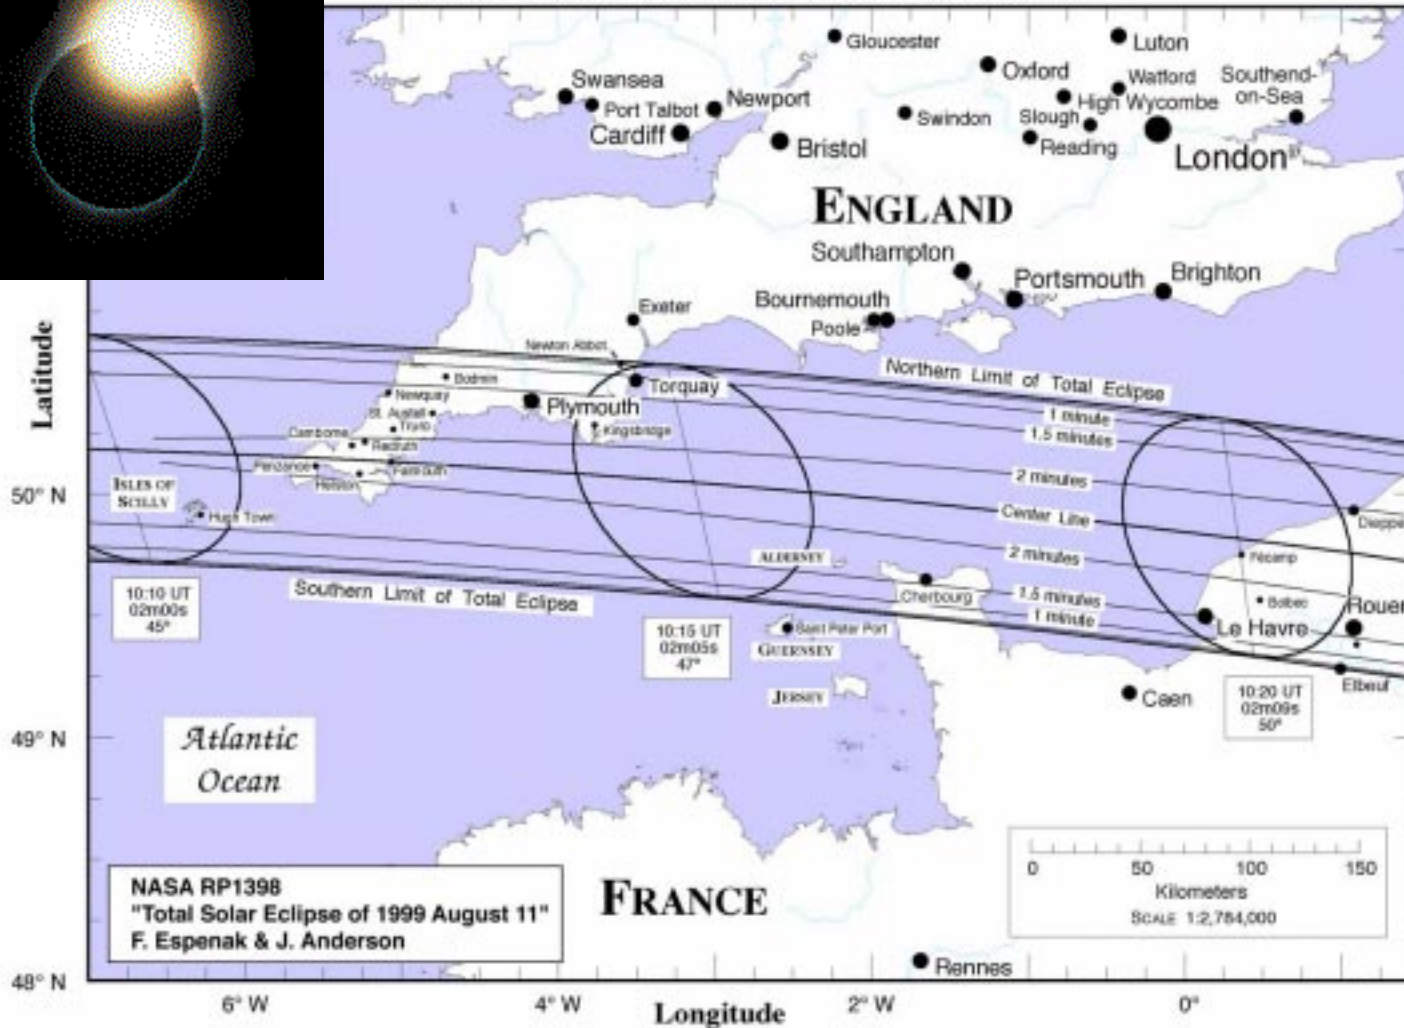 Gloucester
Luton
Oxford
Watford
Southend-
on-Sea
Swansea
Port Talbot
Newport
High Wycombe
Cardiff
Swindon
Slough
Reading
Bristol
London
ENGLAND
Southampton
Portsmouth
Brighton
Bournemouth
Poole
Exeter
Newton Abbot
Northern Limit of Total Eclipse
Torquay
Bodmin
Plymouth
Newquay
St. Austell
Truro
Kingsbridge
Camborne
Redruth
Penzance
Falmouth
Helston
1 minute
1.5 minutes
2 minutes
Center Line
2 minutes
1.5 minutes
1 minute
Latitude
50° N
ISLES OF
SCILLY
Hugh Town
Dieppe
ALDERNEY
Fécamp
Cherbourg
Bolbec
Rouen
Le Havre
Southern Limit of Total Eclipse
10:10 UT
02m00s
45°
10:15 UT
02m05s
47°
Saint Peter Port
GUERNSEY
JERSEY
Elbeuf
Caen
10:20 UT
02m09s
50°
49° N
Atlantic
Ocean
0 50 100 150
Kilometers
SCALE 1:2,784,000
NASA RP1398
"Total Solar Eclipse of 1999 August 11"
F. Espenak & J. Anderson
FRANCE
Rennes
48° N
6° W
4° W
2° W
0°
Longitude